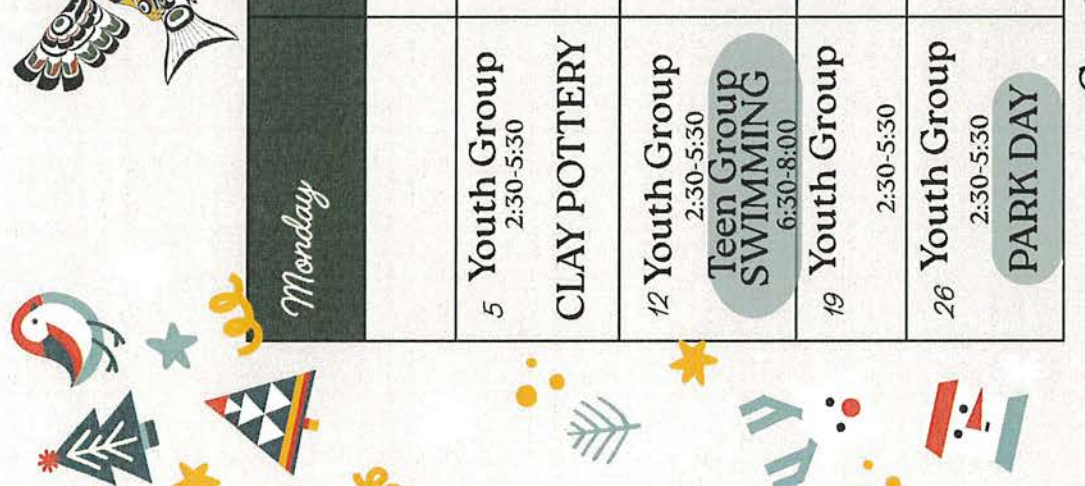 Monday
5 Youth Group
2:30-5:30
CLAY POTTERY
12 Youth Group
2:30-5:30
Teen Group
SWIMMING
6:30-8:00
19 Youth Group
2:30-5:30
26 Youth Group
2:30-5:30
PARK DAY